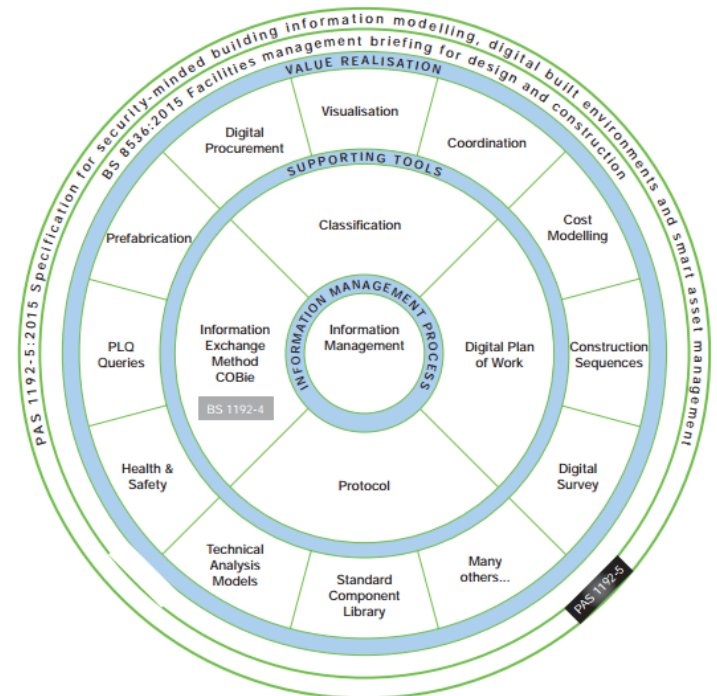 PAS 1192-5:2015 Specification for security-minded building information modelling, digital built environments and smart asset management
BS 8536:2015 Facilities management briefing for design and construction
VALUE REALISATION
Visualisation
Digital
Procurement
Coordination
SUPPORTING TOOLS
Classification
Cost
Modelling
Prefabrication
INFORMATION MANAGEMENT PROCESS
Information
Management
Information
Exchange
Method
COBie
BS 1192-4
Digital Plan
of Work
PLQ
Queries
Construction
Sequences
Health &
Safety
Protocol
Digital
Survey
Technical
Analysis
Models
Standard
Component
Library
Many
others...
PAS 1192-5